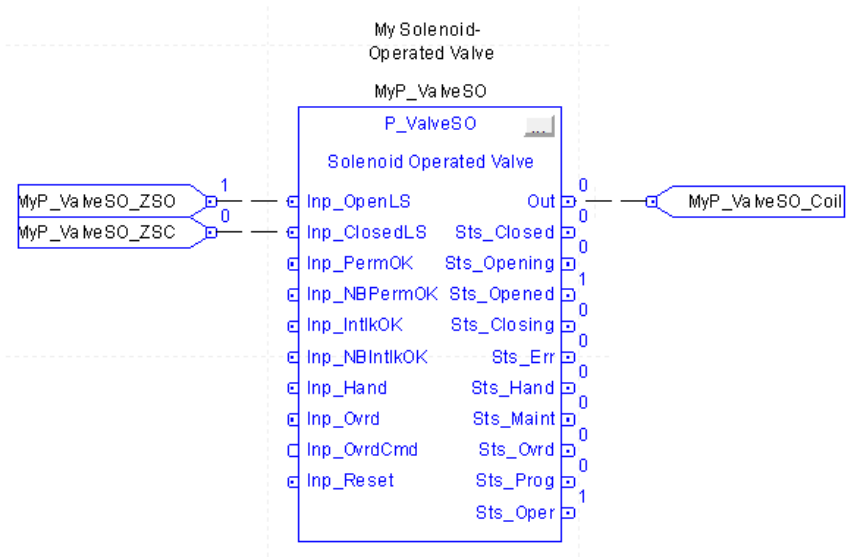 My Solenoid-
Operated Valve
MyP_ValveSO
P_ValveSO ...
Solenoid Operated Valve
MyP_ValveSO_ZSO 1 Inp_OpenLS Out 0 MyP_ValveSO_Coil
MyP_ValveSO_ZSC 0 Inp_ClosedLS Sts_Closed 0
Inp_PermOK Sts_Opening 0
Inp_NBPermOK Sts_Opened 1
Inp_IntlkOK Sts_Closing 0
Inp_NBIntlkOK Sts_Err 0
Inp_Hand Sts_Hand 0
Inp_Ovrd Sts_Maint 0
Inp_OvrdCmd Sts_Ovrd 0
Inp_Reset Sts_Prog 0
Sts_Oper 1